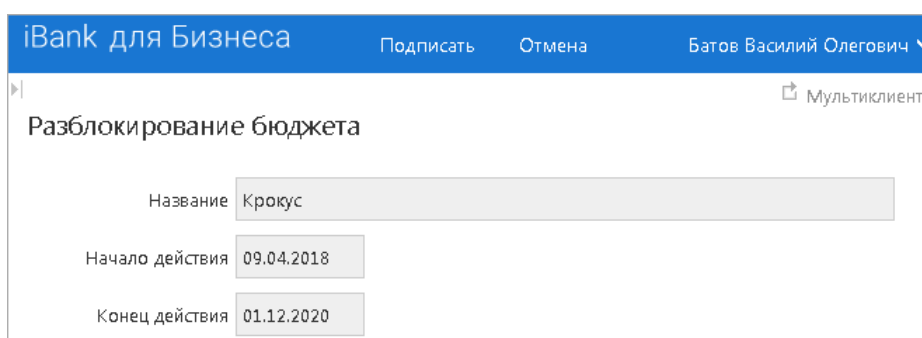 iBank для Бизнеса Подписать Отмена Батов Василий Олегович
Мультиклиент
Разблокирование бюджета
Название Крокус
Начало действия 09.04.2018
Конец действия 01.12.2020